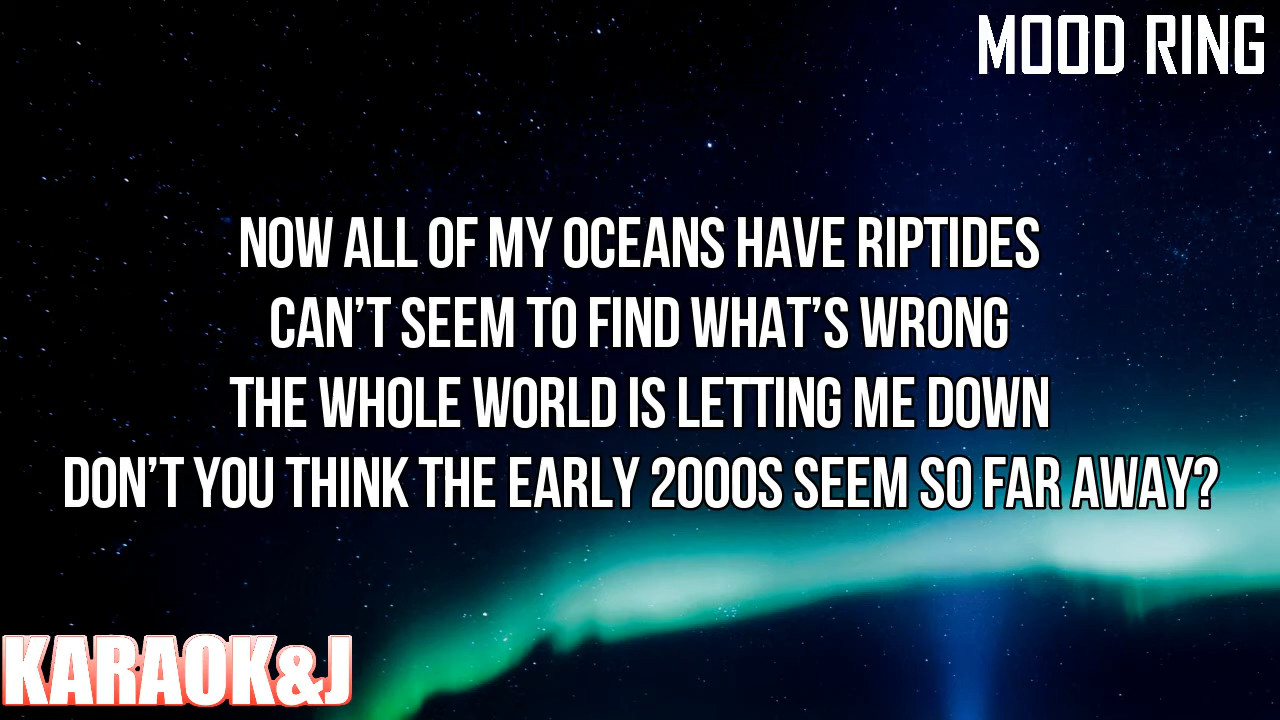 MOOD RING
NOW ALL OF MY OCEANS HAVE RIPTIDES
CAN’T SEEM TO FIND WHAT’S WRONG
THE WHOLE WORLD IS LETTING ME DOWN
DON’T YOU THINK THE EARLY 2000S SEEM SO FAR AWAY?
KARAOK&J